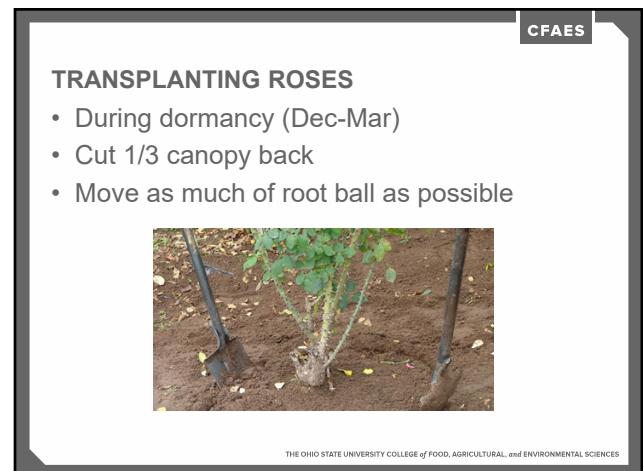 CFAES
TRANSPLANTING ROSES
• During dormancy (Dec-Mar)
• Cut 1/3 canopy back
• Move as much of root ball as possible
THE OHIO STATE UNIVERSITY COLLEGE of FOOD, AGRICULTURAL, and ENVIRONMENTAL SCIENCES